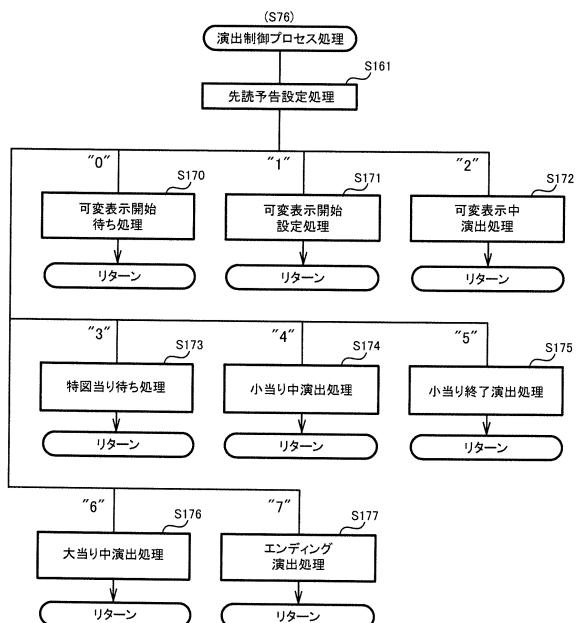 (S76)
演出制御プロセス処理
S161
先読予告設定処理
"0"
"1"
"2"
S170
S171
S172
可変表示開始
待ち処理
可変表示開始
設定処理
可変表示中
演出処理
リターン
リターン
リターン
"3"
"4"
"5"
S173
S174
S175
特図当り待ち処理
小当り中演出処理
小当り終了演出処理
リターン
リターン
リターン
"6"
"7"
S176
S177
大当り中演出処理
エンディング
演出処理
リターン
リターン